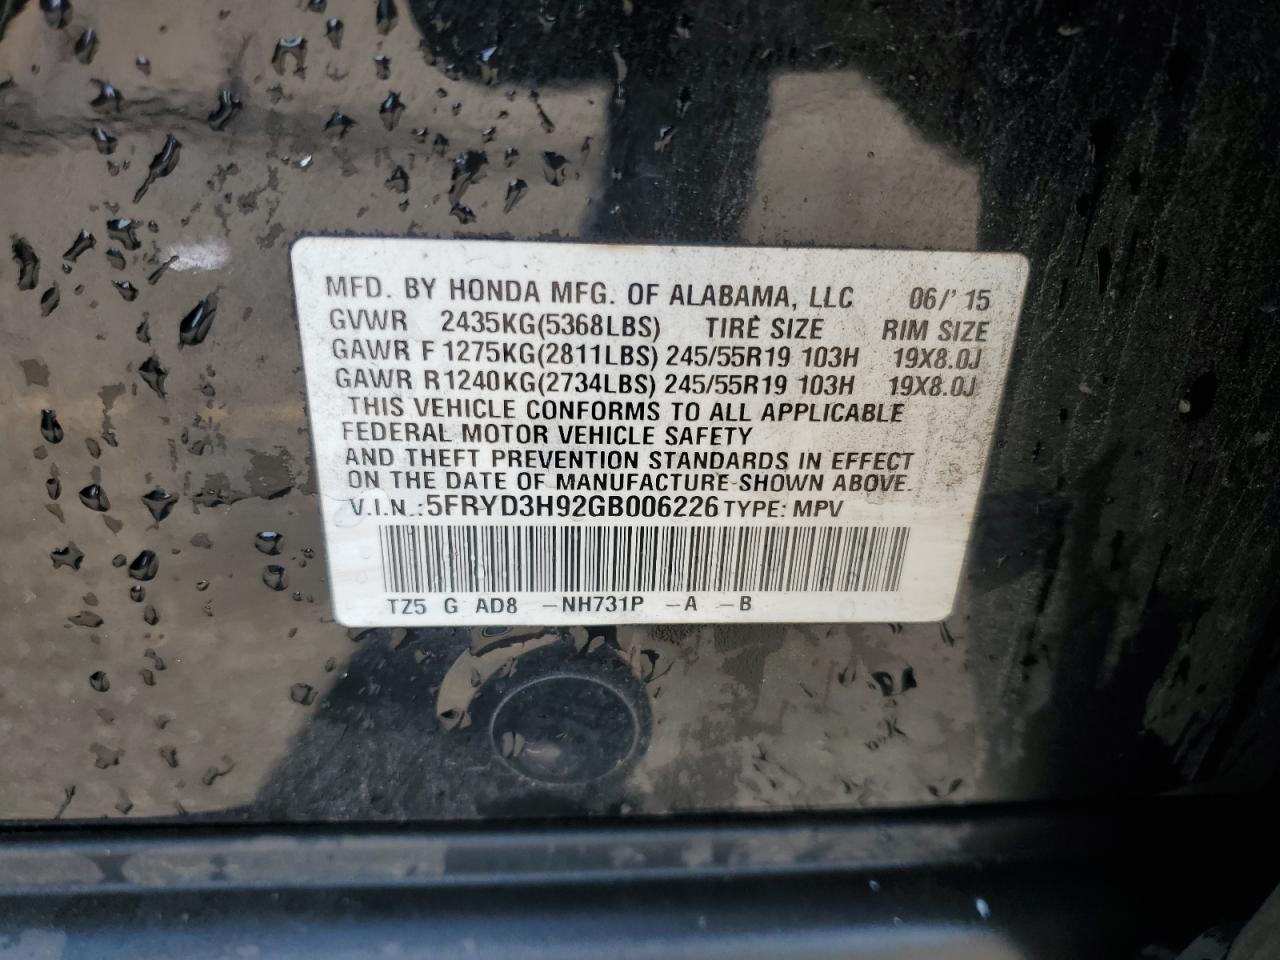 MFD. BY HONDA MFG. OF ALABAMA, LLC 06/'15
GVWR 2435KG(5368LBS) TIRE SIZE RIM SIZE
GAWR F 1275KG(2811LBS) 245/55R19 103H 19X8.0J
GAWR R1240KG(2734LBS) 245/55R19 103H 19X8.0J
THIS VEHICLE CONFORMS TO ALL APPLICABLE
FEDERAL MOTOR VEHICLE SAFETY
AND THEFT PREVENTION STANDARDS IN EFFECT
ON THE DATE OF MANUFACTURE SHOWN ABOVE.
V.I.N.:5FRYD3H92GB006226 TYPE: MPV
TZ5 G AD8 -NH731P -A -B